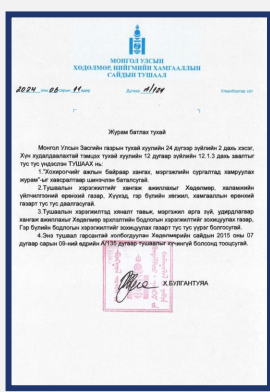 МОНГОЛ УЛСЫН
ХӨДӨЛМӨР, НИЙГМИЙН ХАМГААЛЛЫН
САЙДЫН ТУШААЛ
2024 оны 06 сарын өдөр
Дугаар А/104
Улаанбаатар хот
Журам батлах тухай
Монгол Улсын Засгийн газрын тухай хуулийн 24 дүгээр зүйлийн 2 дахь хэсэг,
Хүн худалдаалахтай тэмцэх тухай хуулийн 12 дугаар зүйлийн 12.1.3 дахь заалтыг
тус тус үндэслэн ТУШААХ нь:
1."Хохирогчийг ажлын байраар хангах, мэргэжлийн сургалтад хамруулах
журам"-ыг хавсралтаар шинэчлэн баталсугай.
2.Тушаалын хэрэгжилтийг хангаж ажиллахыг Хөдөлмөр, халамжийн
үйлчилгээний ерөнхий газар, Хүүхэд, гэр бүлийн хөгжил, хамгааллын ерөнхий
газарт тус тус даалгасугай.
3.Тушаалын хэрэгжилтэд хяналт тавьж, мэргэжил арга зүй, удирдлагаар
хангаж ажиллахыг Хөдөлмөр эрхлэлтийн бодлогын хэрэгжилтийг зохицуулах газар,
Гэр бүлийн бодлогын хэрэгжилтийг зохицуулах газарт тус тус үүрэг болгосугай.
4.Энэ тушаал гарсантай холбогдуулан Хөдөлмөрийн сайдын 2015 оны 07
дугаар сарын 09-ний өдрийн А/135 дугаар тушаалыг хүчингүй болсонд тооцсугай.
Х.БУЛГАНТУЯА